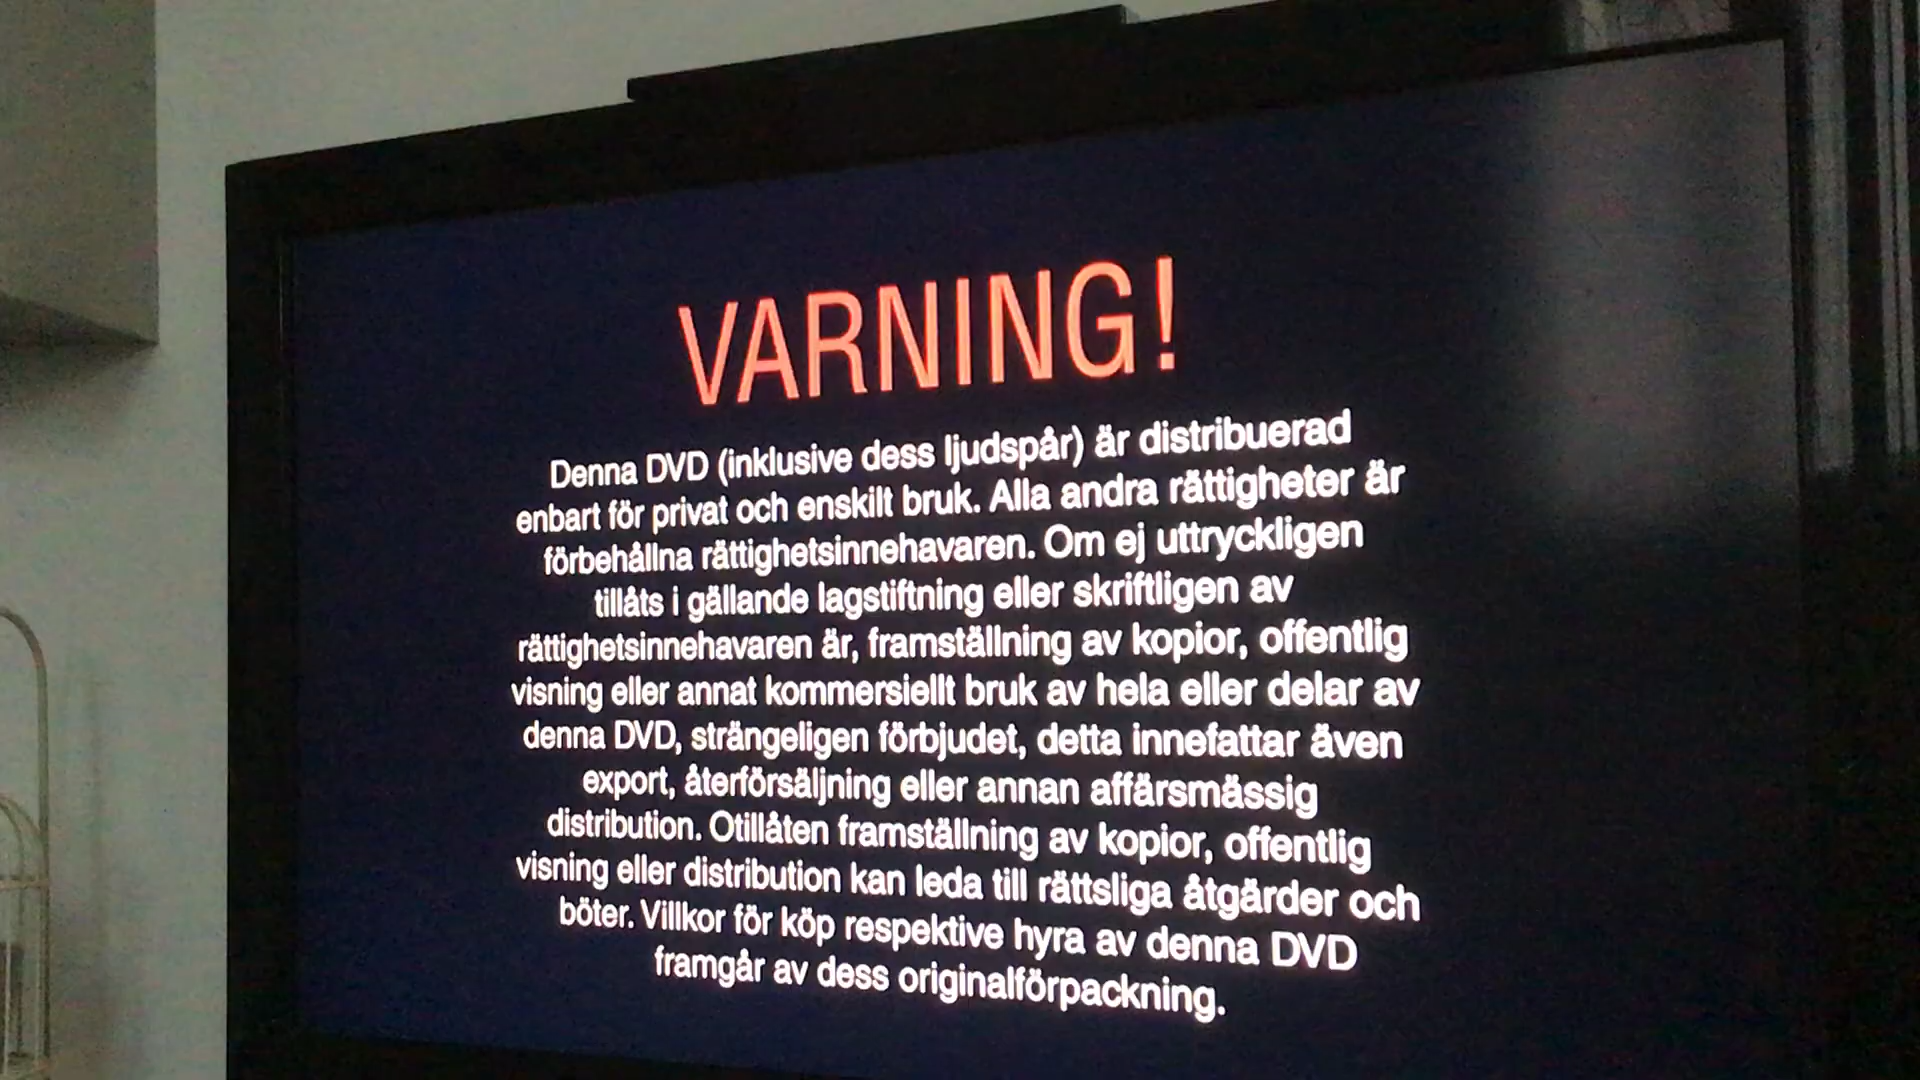 VARNING!
Denna DVD (inklusive dess ljudspår) är distribuerad
enbart för privat och enskilt bruk. Alla andra rättigheter är
förbehållna rättighetsinnehavaren. Om ej uttryckligen
tillåts i gällande lagstiftning eller skriftligen av
rättighetsinnehavaren är, framställning av kopior, offentlig
visning eller annat kommersiellt bruk av hela eller delar av
denna DVD, strängeligen förbjudet, detta innefattar även
export, återförsäljning eller annan affärsmässig
distribution. Otillåten framställning av kopior, offentlig
visning eller distribution kan leda till rättsliga åtgärder och
böter. Villkor för köp respektive hyra av denna DVD
framgår av dess originalförpackning.